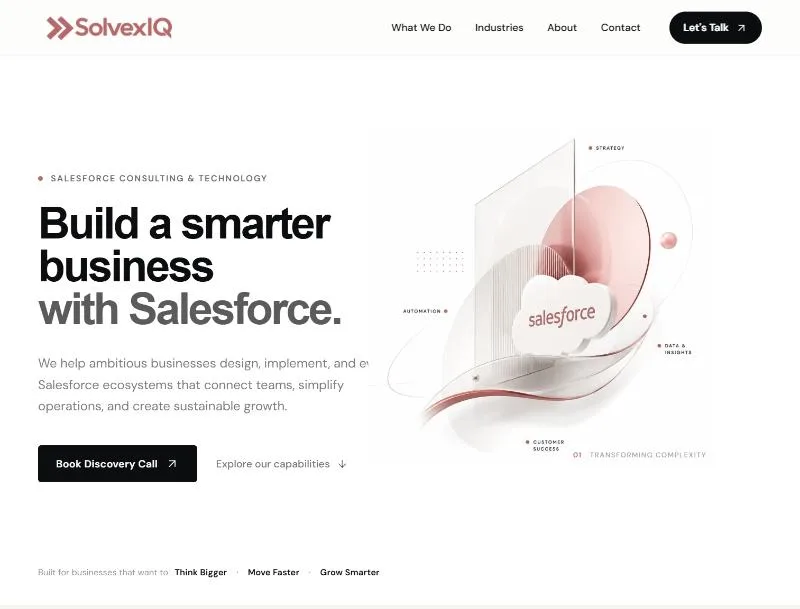 SolvexIQ
What We Do
Industries
About
Contact
Let's Talk
SALESFORCE CONSULTING & TECHNOLOGY
Build a smarter
business
with Salesforce.
We help ambitious businesses design, implement, and ev
Salesforce ecosystems that connect teams, simplify
operations, and create sustainable growth.
Book Discovery Call
Explore our capabilities
STRATEGY
AUTOMATION
salesforce
DATA &
INSIGHTS
CUSTOMER
SUCCESS
01 TRANSFORMING COMPLEXITY
Built for businesses that want to Think Bigger · Move Faster · Grow Smarter